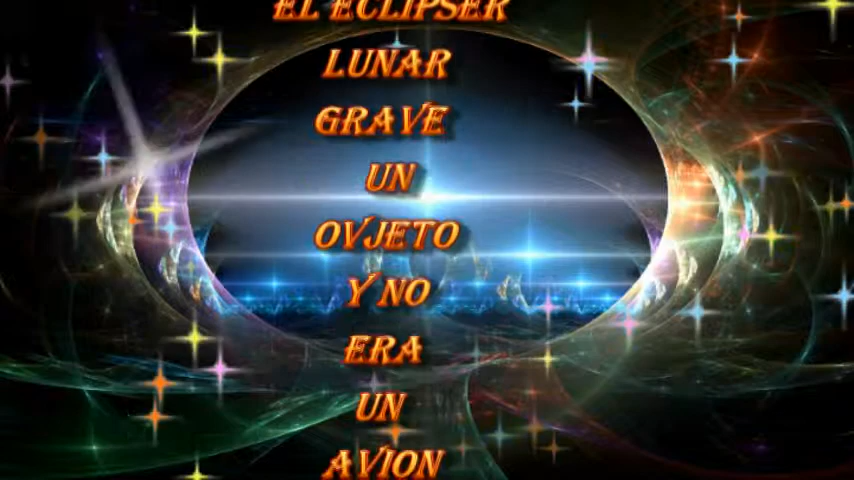 EL ECLIPSER
LUNAR
GRAVE
UN
OVJETO
Y NO
ERA
UN
AVION